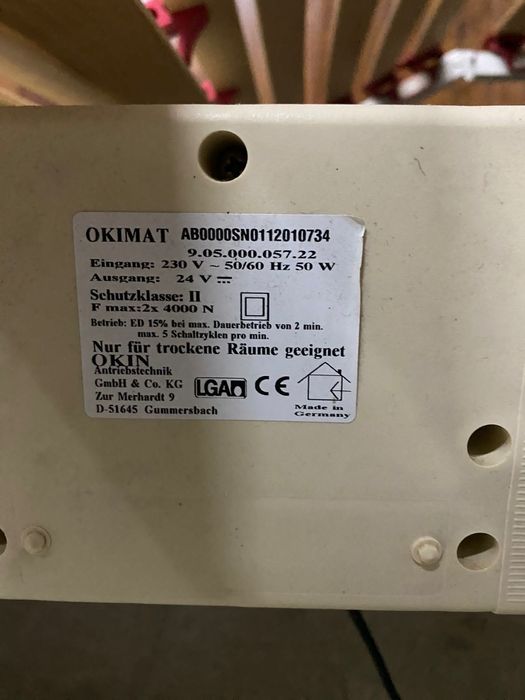 OKIMAT AB0000SN0112010734
9.05.000.057.22
Eingang: 230 V ~ 50/60 Hz 50 W
Ausgang: 24 V ⎓
Schutzklasse: II
F max:2x 4000 N
Betrieb: ED 15% bei max. Dauerbetrieb von 2 min.
max. 5 Schaltzyklen pro min.
Nur für trockene Räume geeignet
OKIN
Antriebstechnik
GmbH & Co. KG
Zur Merhardt 9
D-51645 Gummersbach
LGA CE
Made in
Germany